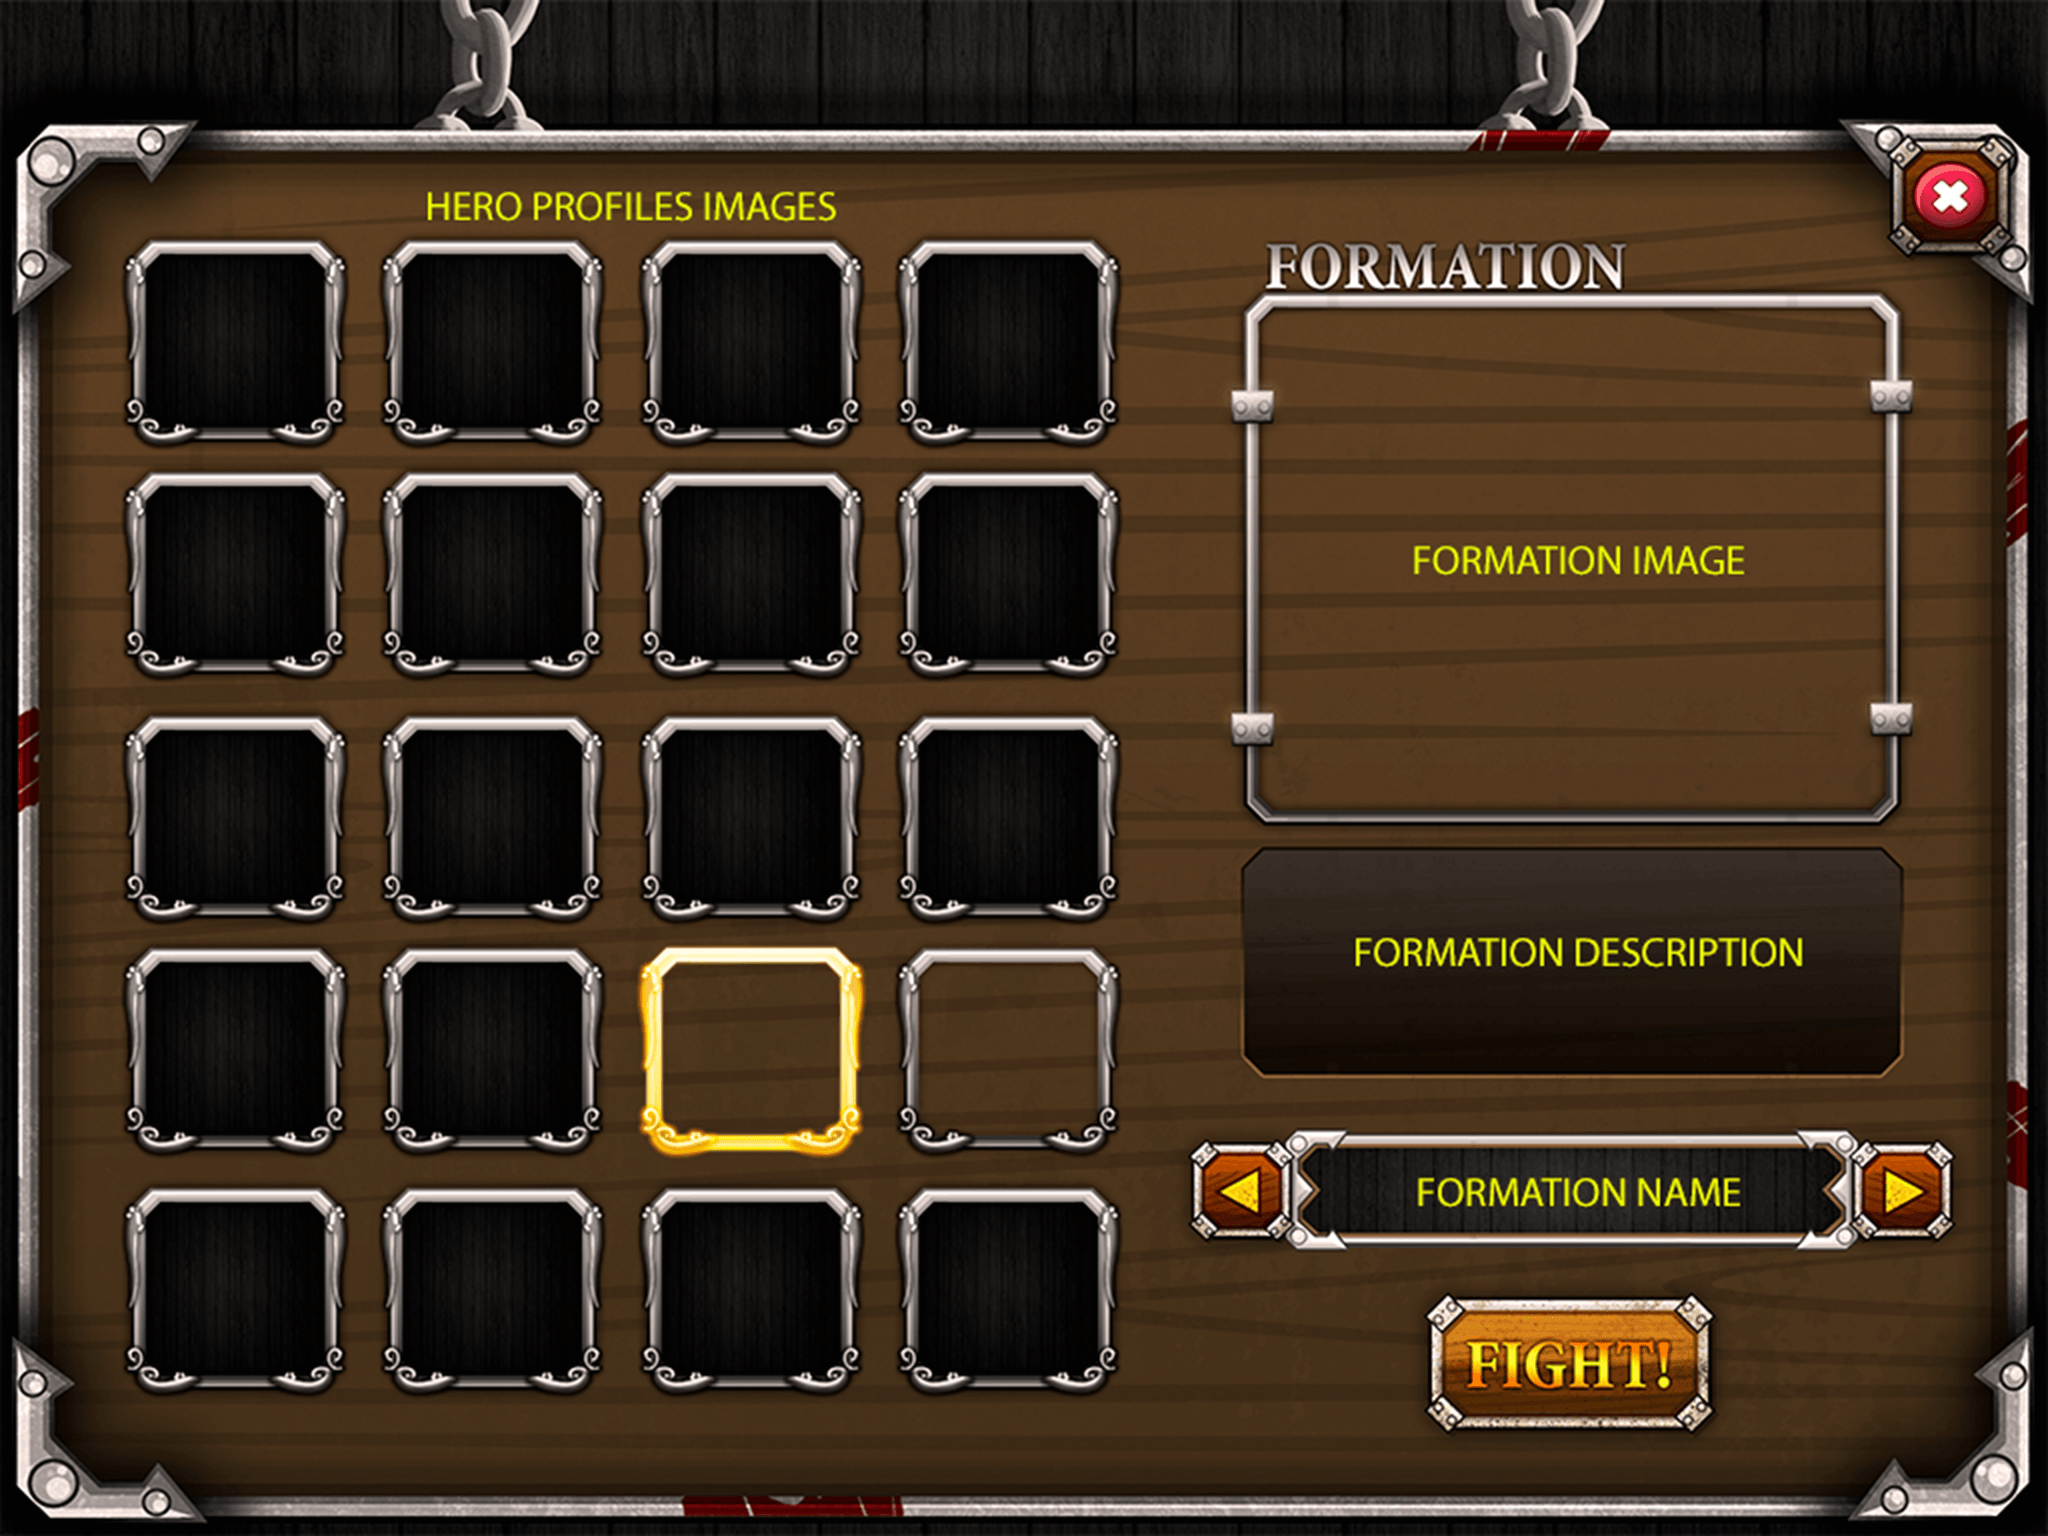 HERO PROFILES IMAGES
FORMATION
FORMATION IMAGE
FORMATION DESCRIPTION
FORMATION NAME
FIGHT!